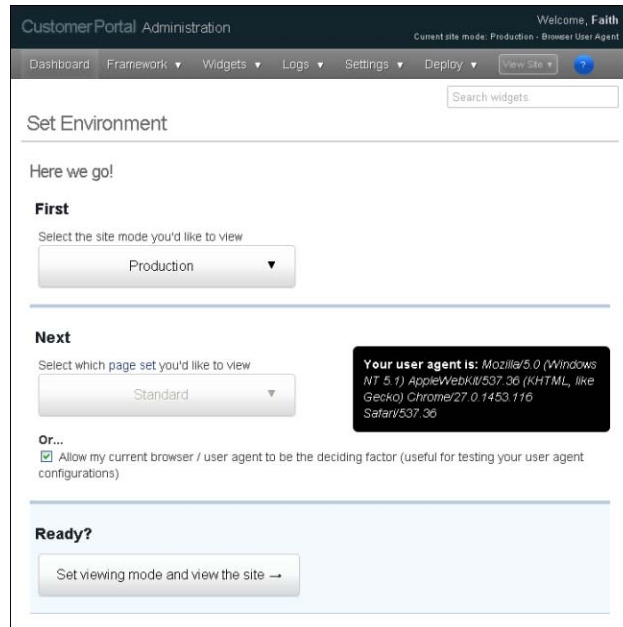 CustomerPortal Administration
Welcome, Faith
Current site mode: Production - Browser User Agent
Dashboard Framework ▼ Widgets ▼ Logs ▼ Settings ▼ Deploy ▼ View Site ▼ ?
Search widgets
Set Environment
Here we go!
First
Select the site mode you'd like to view
Production ▼
Next
Select which page set you'd like to view
Standard ▼
Your user agent is: Mozilla/5.0 (Windows
NT 5.1) AppleWebKit/537.36 (KHTML, like
Gecko) Chrome/27.0.1453.116
Safari/537.36
Or...
Allow my current browser / user agent to be the deciding factor (useful for testing your user agent
configurations)
Ready?
Set viewing mode and view the site →